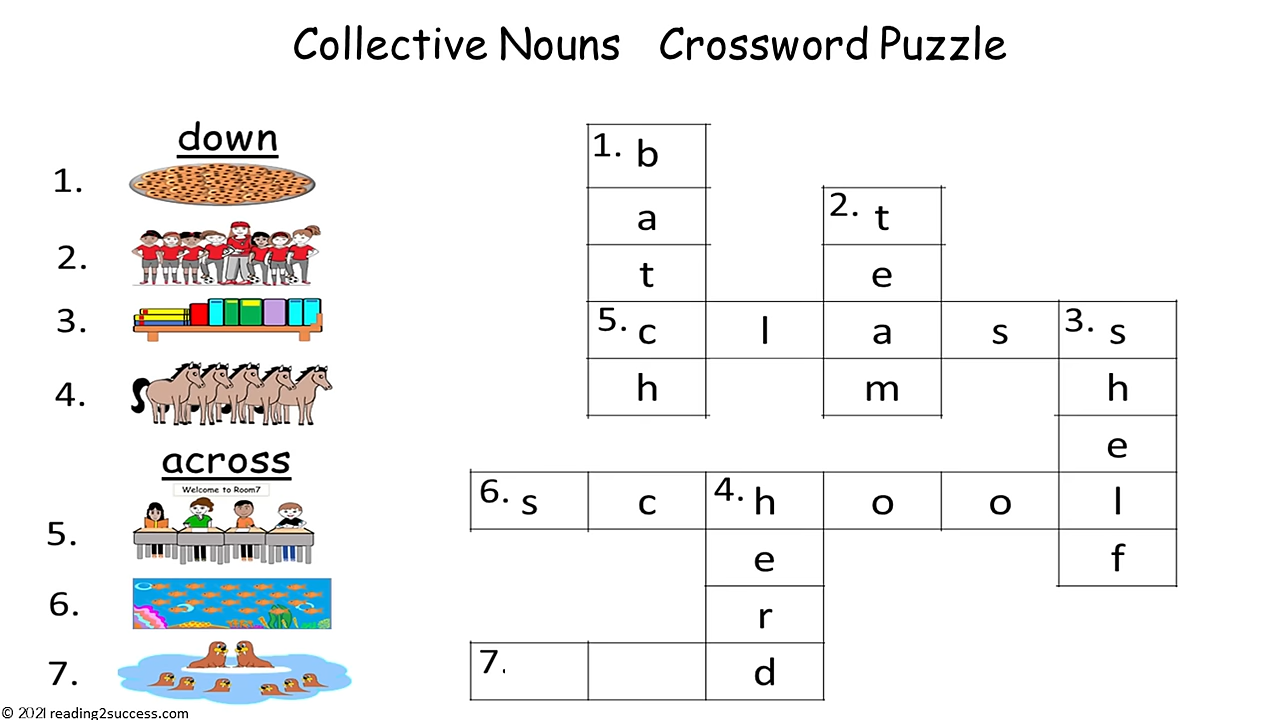 Collective Nouns Crossword Puzzle
down
1.
2.
3.
4.
across
Welcome to Room7
5.
6.
7.
1. b
a 2. t
t e
5. c l a s 3. s
h m h
e
6. s c 4. h o o l
e f
r
7. d
© 2021 reading2success.com